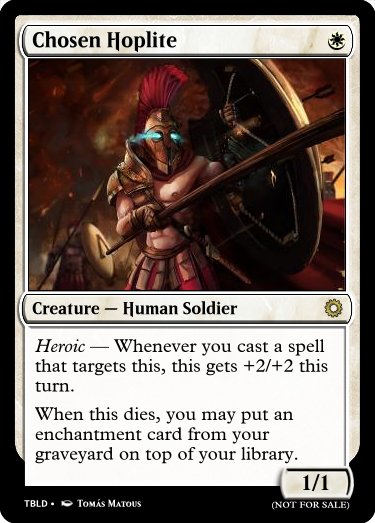 Chosen Hoplite
Creature — Human Soldier
Heroic — Whenever you cast a spell
that targets this, this gets +2/+2 this
turn.
When this dies, you may put an
enchantment card from your
graveyard on top of your library.
1/1
TBLD • Tomás Matous
(NOT FOR SALE)